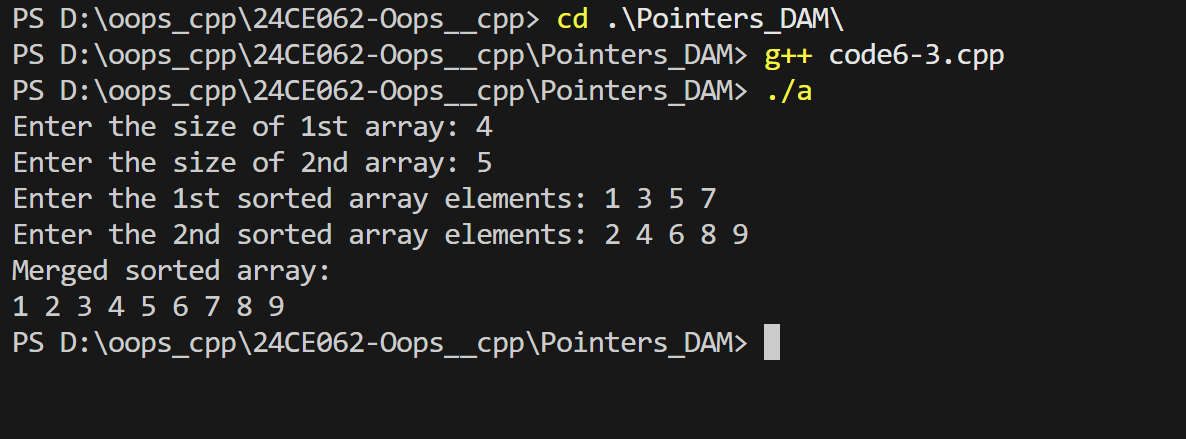 PS D:\oops_cpp\24CE062-Oops__cpp> cd .\Pointers_DAM\
PS D:\oops_cpp\24CE062-Oops__cpp\Pointers_DAM> g++ code6-3.cpp
PS D:\oops_cpp\24CE062-Oops__cpp\Pointers_DAM> ./a
Enter the size of 1st array: 4
Enter the size of 2nd array: 5
Enter the 1st sorted array elements: 1 3 5 7
Enter the 2nd sorted array elements: 2 4 6 8 9
Merged sorted array:
1 2 3 4 5 6 7 8 9
PS D:\oops_cpp\24CE062-Oops__cpp\Pointers_DAM>